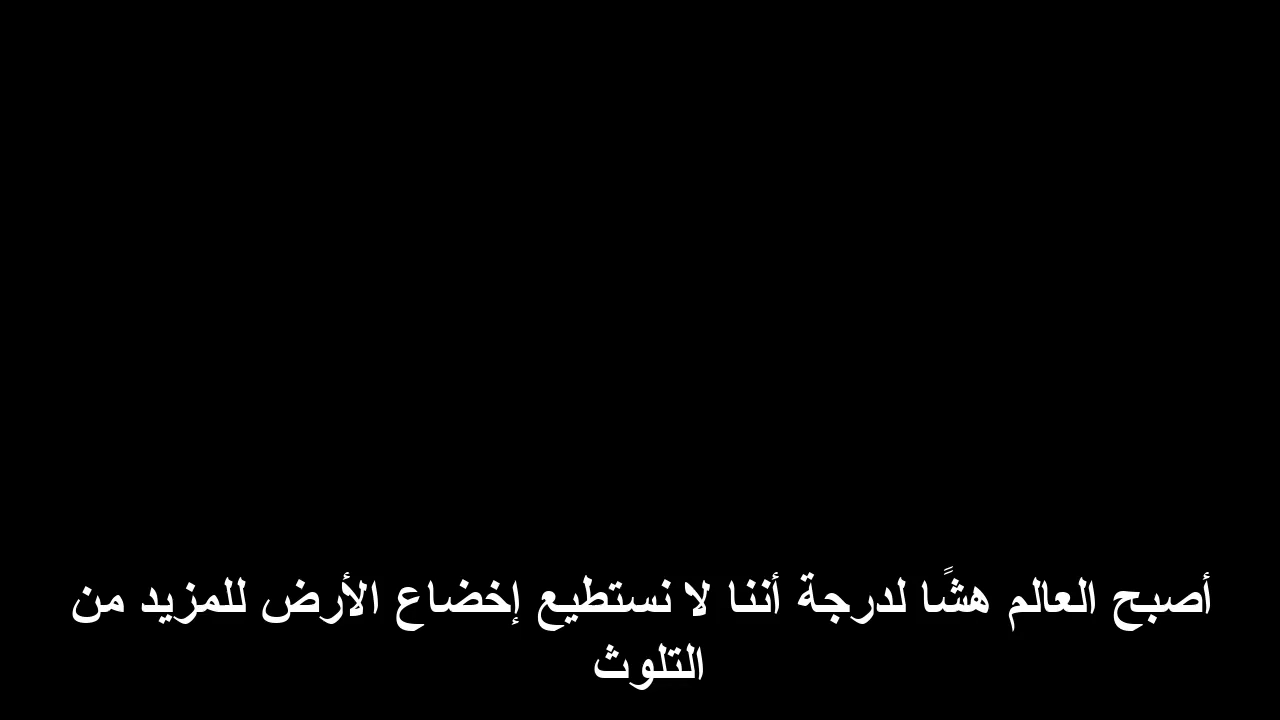 أصبح العالم هشًا لدرجة أننا لا نستطيع إخضاع الأرض للمزيد من
التلوث